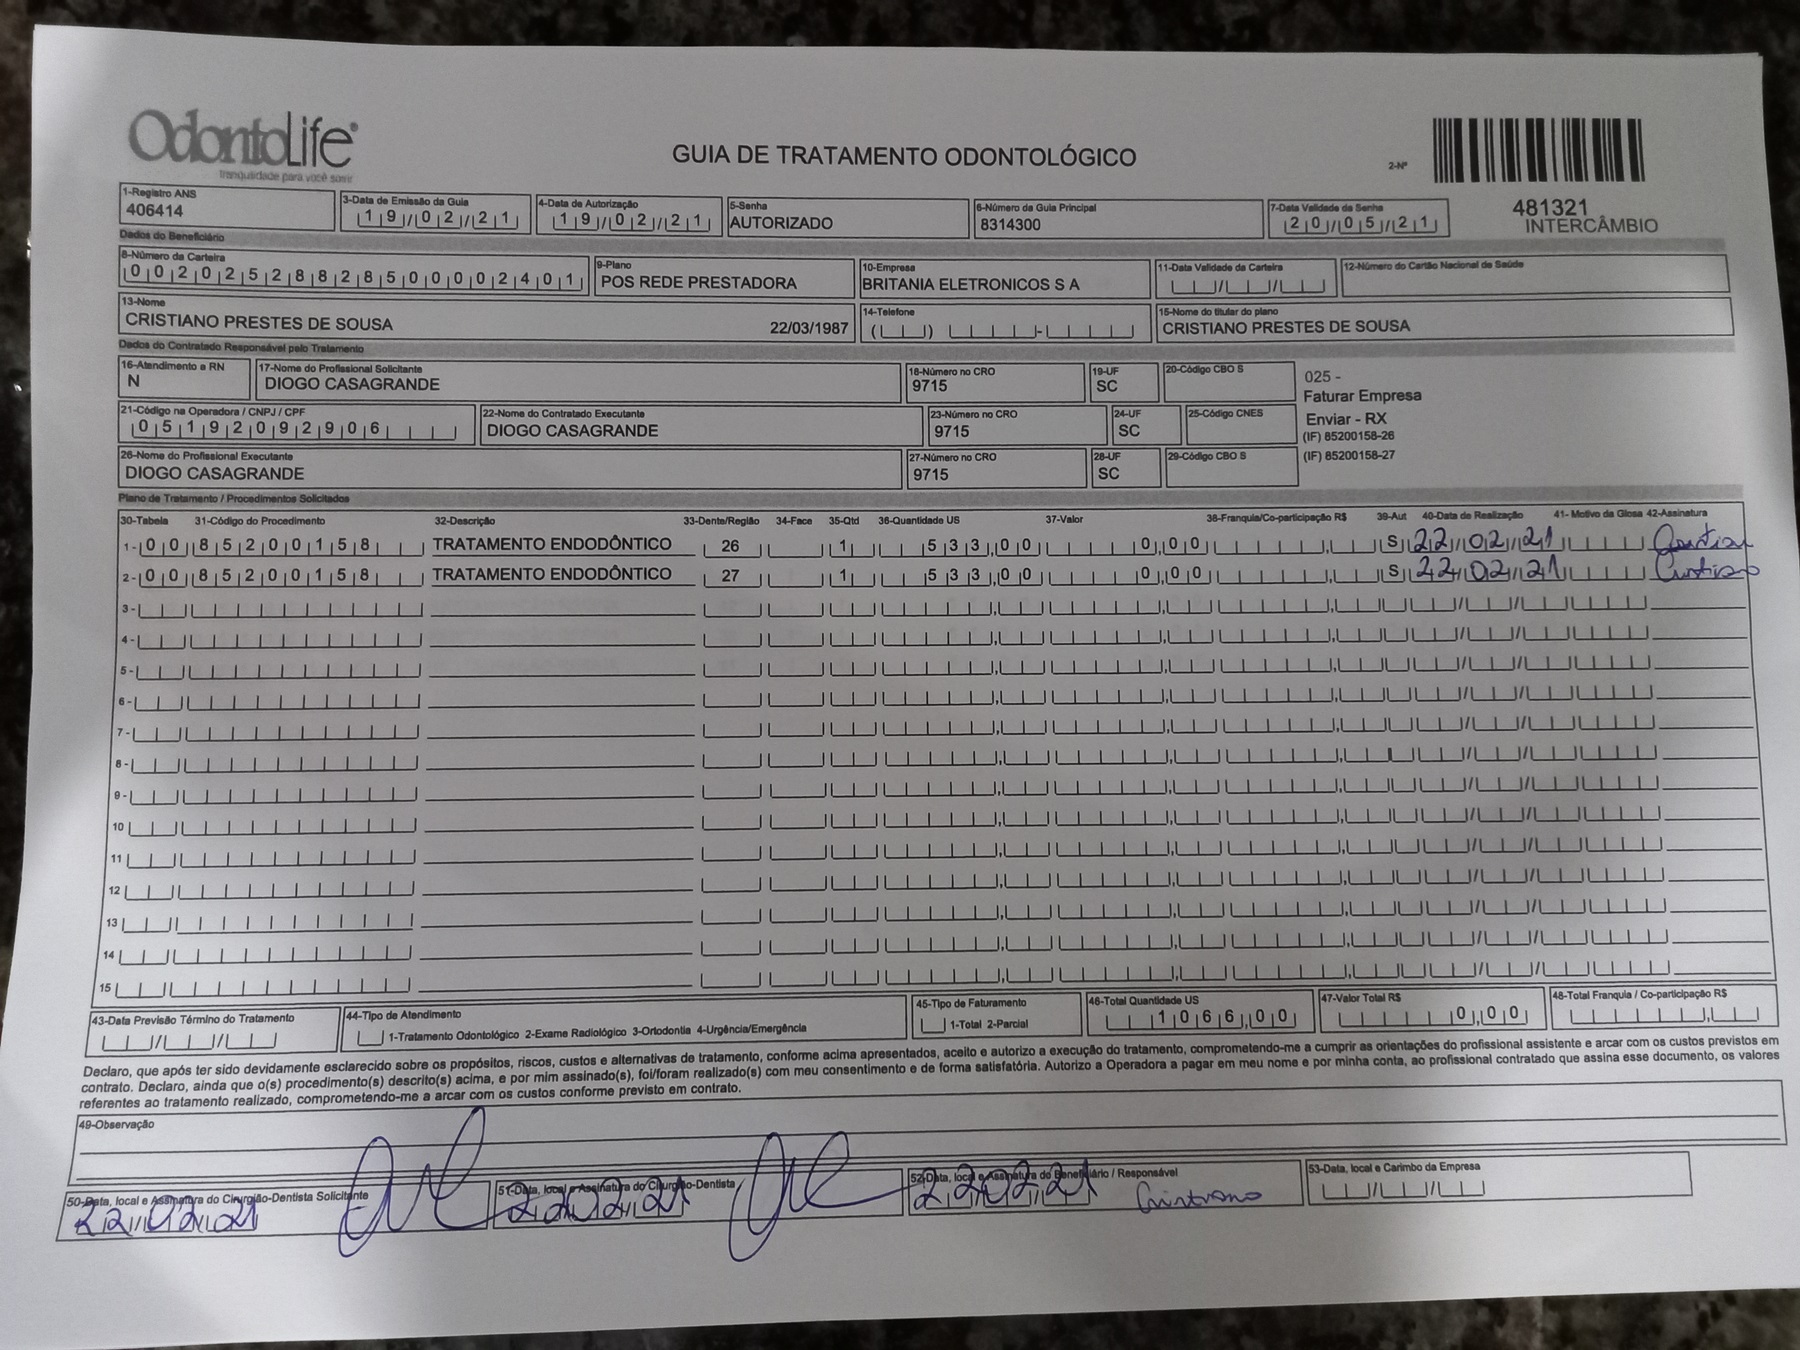 OdontoLife®
Tranquilidade para você sorrir
GUIA DE TRATAMENTO ODONTOLÓGICO
2-Nº
481321
INTERCÂMBIO
1-Registro ANS
406414
3-Data de Emissão da Guia
19/02/21
4-Data de Autorização
19/02/21
5-Senha
AUTORIZADO
6-Número da Guia Principal
8314300
7-Data Validade da Senha
20/05/21
Dados do Beneficiário
8-Número da Carteira
00202528828500002401
9-Plano
POS REDE PRESTADORA
10-Empresa
BRITANIA ELETRONICOS S A
11-Data Validade da Carteira
12-Número do Cartão Nacional de Saúde
13-Nome
CRISTIANO PRESTES DE SOUSA 22/03/1987
14-Telefone
15-Nome do titular do plano
CRISTIANO PRESTES DE SOUSA
Dados do Contratado Responsável pelo Tratamento
16-Atendimento a RN
N
17-Nome do Profissional Solicitante
DIOGO CASAGRANDE
18-Número no CRO
9715
19-UF
SC
20-Código CBO S
025 -
Faturar Empresa
Enviar - RX
(IF) 85200158-26
(IF) 85200158-27
21-Código na Operadora / CNPJ / CPF
05192092906
22-Nome do Contratado Executante
DIOGO CASAGRANDE
23-Número no CRO
9715
24-UF
SC
25-Código CNES
26-Nome do Profissional Executante
DIOGO CASAGRANDE
27-Número no CRO
9715
28-UF
SC
29-Código CBO S
Plano de Tratamento / Procedimentos Solicitados
30-Tabela 31-Código do Procedimento 32-Descrição 33-Dente/Região 34-Face 35-Qtd 36-Quantidade US 37-Valor 38-Franquia/Co-participação R$ 39-Aut 40-Data de Realização 41- Motivo da Glosa 42-Assinatura
1- 00 85200158 TRATAMENTO ENDODÔNTICO 26 1 533,00 0,00 S 22/02/21 Cristiano
2- 00 85200158 TRATAMENTO ENDODÔNTICO 27 1 533,00 0,00 S 22/02/21 Cristiano
3-
4-
5-
6-
7-
8-
9-
10
11
12
13
14
15
43-Data Previsão Término do Tratamento
44-Tipo de Atendimento
1-Tratamento Odontológico 2-Exame Radiológico 3-Ortodontia 4-Urgência/Emergência
45-Tipo de Faturamento
1-Total 2-Parcial
46-Total Quantidade US
1066,00
47-Valor Total R$
0,00
48-Total Franquia / Co-participação R$
Declaro, que após ter sido devidamente esclarecido sobre os propósitos, riscos, custos e alternativas de tratamento, conforme acima apresentados, aceito e autorizo a execução do tratamento, comprometendo-me a cumprir as orientações do profissional assistente e arcar com os custos previstos em
contrato. Declaro, ainda que o(s) procedimento(s) descrito(s) acima, e por mim assinado(s), foi/foram realizado(s) com meu consentimento e de forma satisfatória. Autorizo a Operadora a pagar em meu nome e por minha conta, ao profissional contratado que assina esse documento, os valores
referentes ao tratamento realizado, comprometendo-me a arcar com os custos conforme previsto em contrato.
49-Observação
50-Data, local e Assinatura do Cirurgião-Dentista Solicitante
22/02/21
51-Data, local e Assinatura do Cirurgião-Dentista
22/02/21
52-Data, local e Assinatura do Beneficiário / Responsável
22/02/21 Cristiano
53-Data, local e Carimbo da Empresa